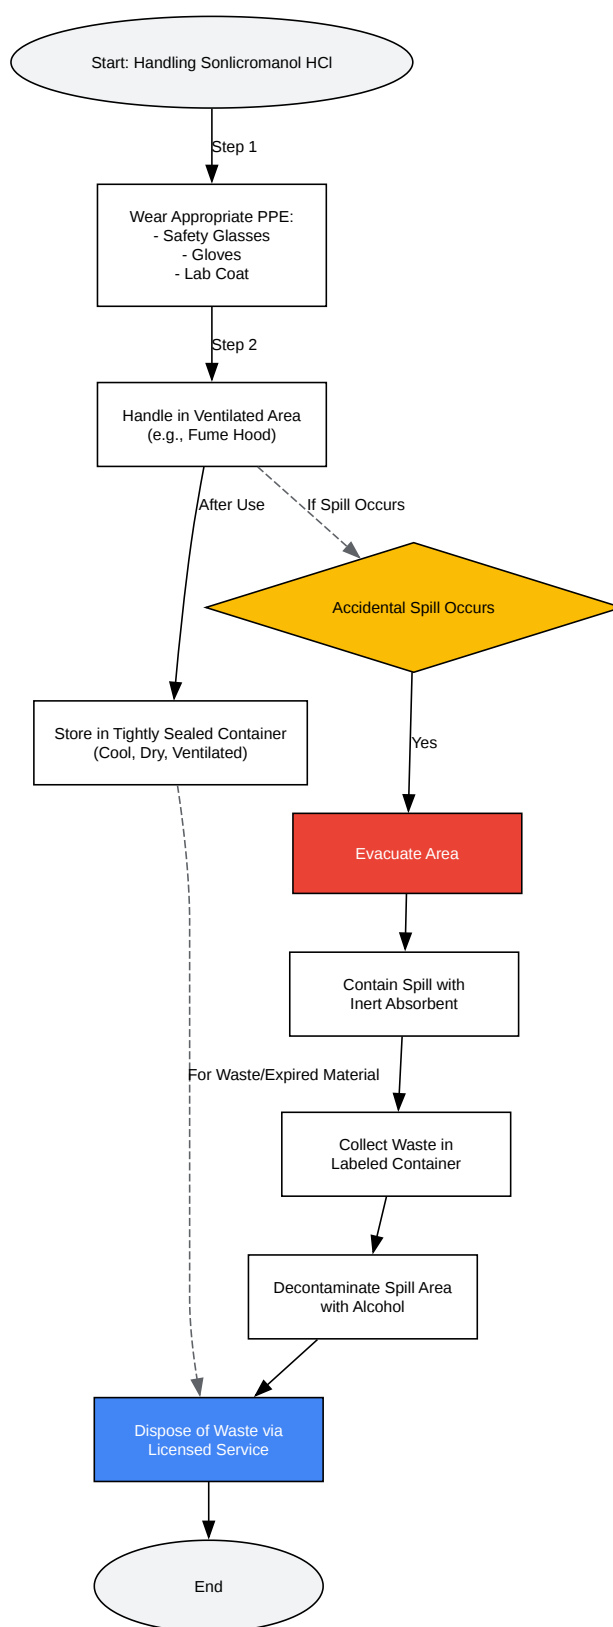 Start: Handling Sonlicromanol HCl
Step 1
Wear Appropriate PPE:
- Safety Glasses
- Gloves
- Lab Coat
Step 2
Handle in Ventilated Area
(e.g., Fume Hood)
After Use
If Spill Occurs
Accidental Spill Occurs
Store in Tightly Sealed Container
(Cool, Dry, Ventilated)
Yes
Evacuate Area
Contain Spill with
Inert Absorbent
For Waste/Expired Material
Collect Waste in
Labeled Container
Decontaminate Spill Area
with Alcohol
Dispose of Waste via
Licensed Service
End